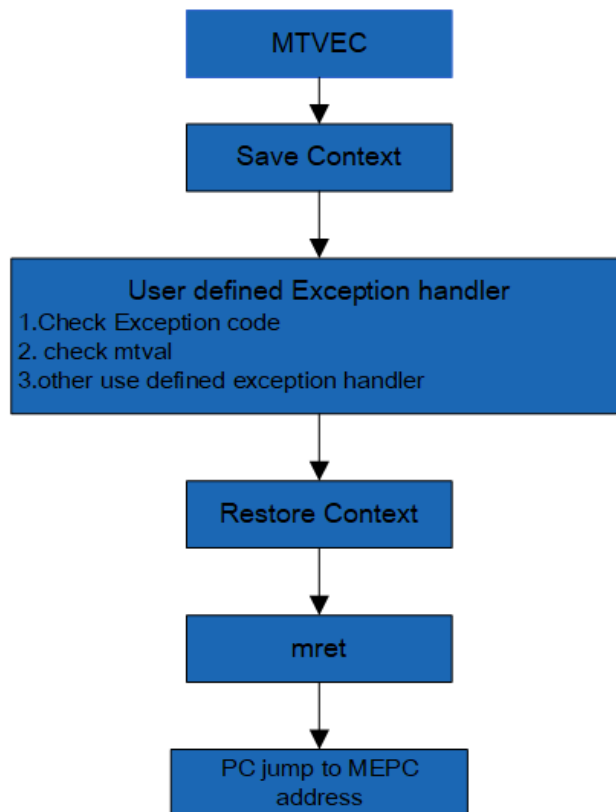 MTVEC
Save Context
User defined Exception handler
1.Check Exception code
2. check mtval
3.other use defined exception handler
Restore Context
mret
PC jump to MEPC
address